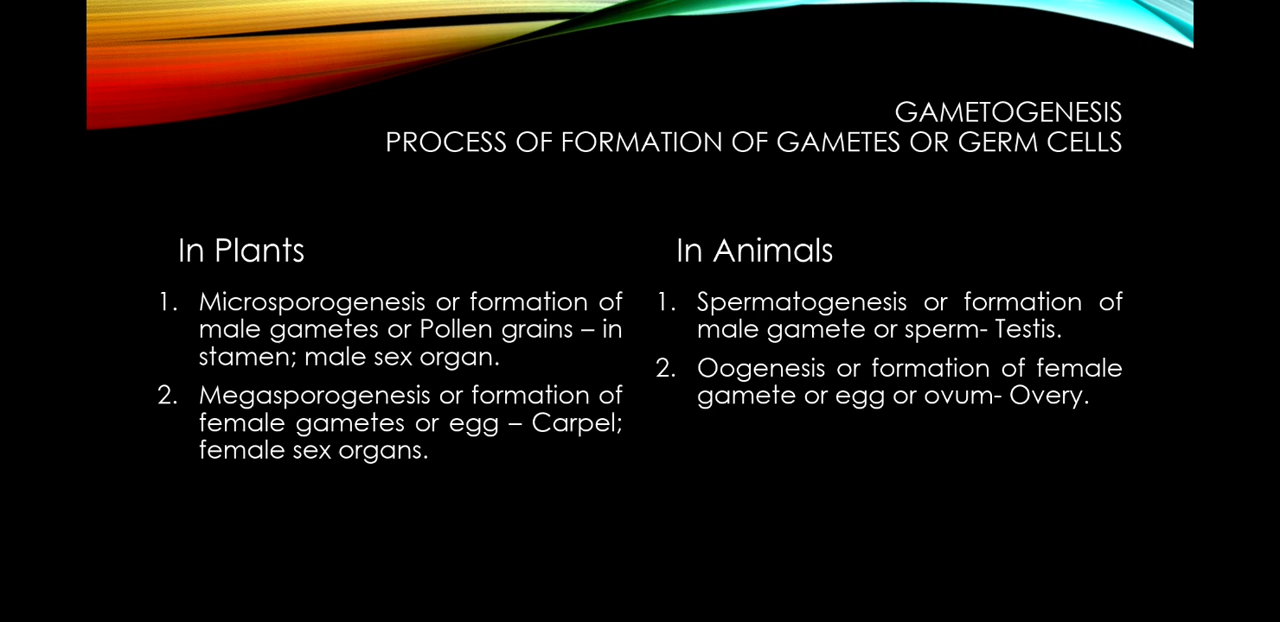 GAMETOGENESIS
PROCESS OF FORMATION OF GAMETES OR GERM CELLS
In Plants
1. Microsporogenesis or formation of
male gametes or Pollen grains – in
stamen; male sex organ.
2. Megasporogenesis or formation of
female gametes or egg – Carpel;
female sex organs.
In Animals
1. Spermatogenesis or formation of
male gamete or sperm- Testis.
2. Oogenesis or formation of female
gamete or egg or ovum- Overy.